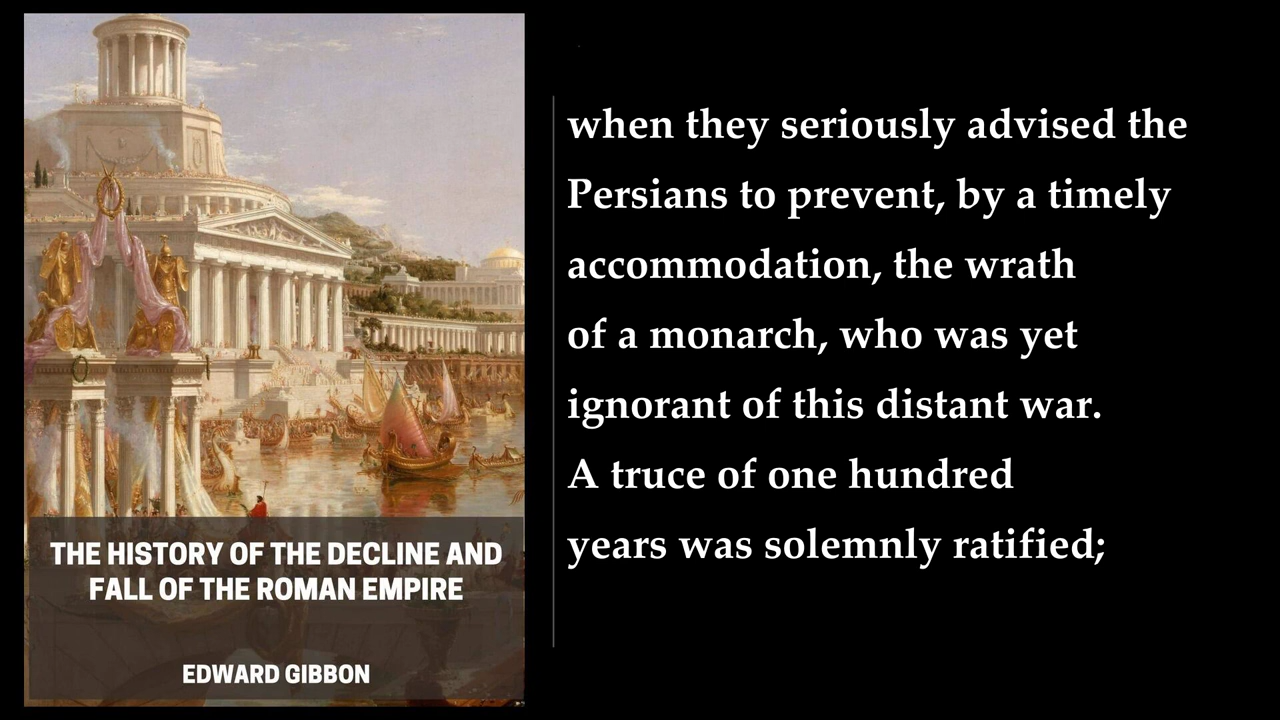 when they seriously advised the
Persians to prevent, by a timely
accommodation, the wrath
of a monarch, who was yet
ignorant of this distant war.
A truce of one hundred
years was solemnly ratified;
THE HISTORY OF THE DECLINE AND
FALL OF THE ROMAN EMPIRE
EDWARD GIBBON